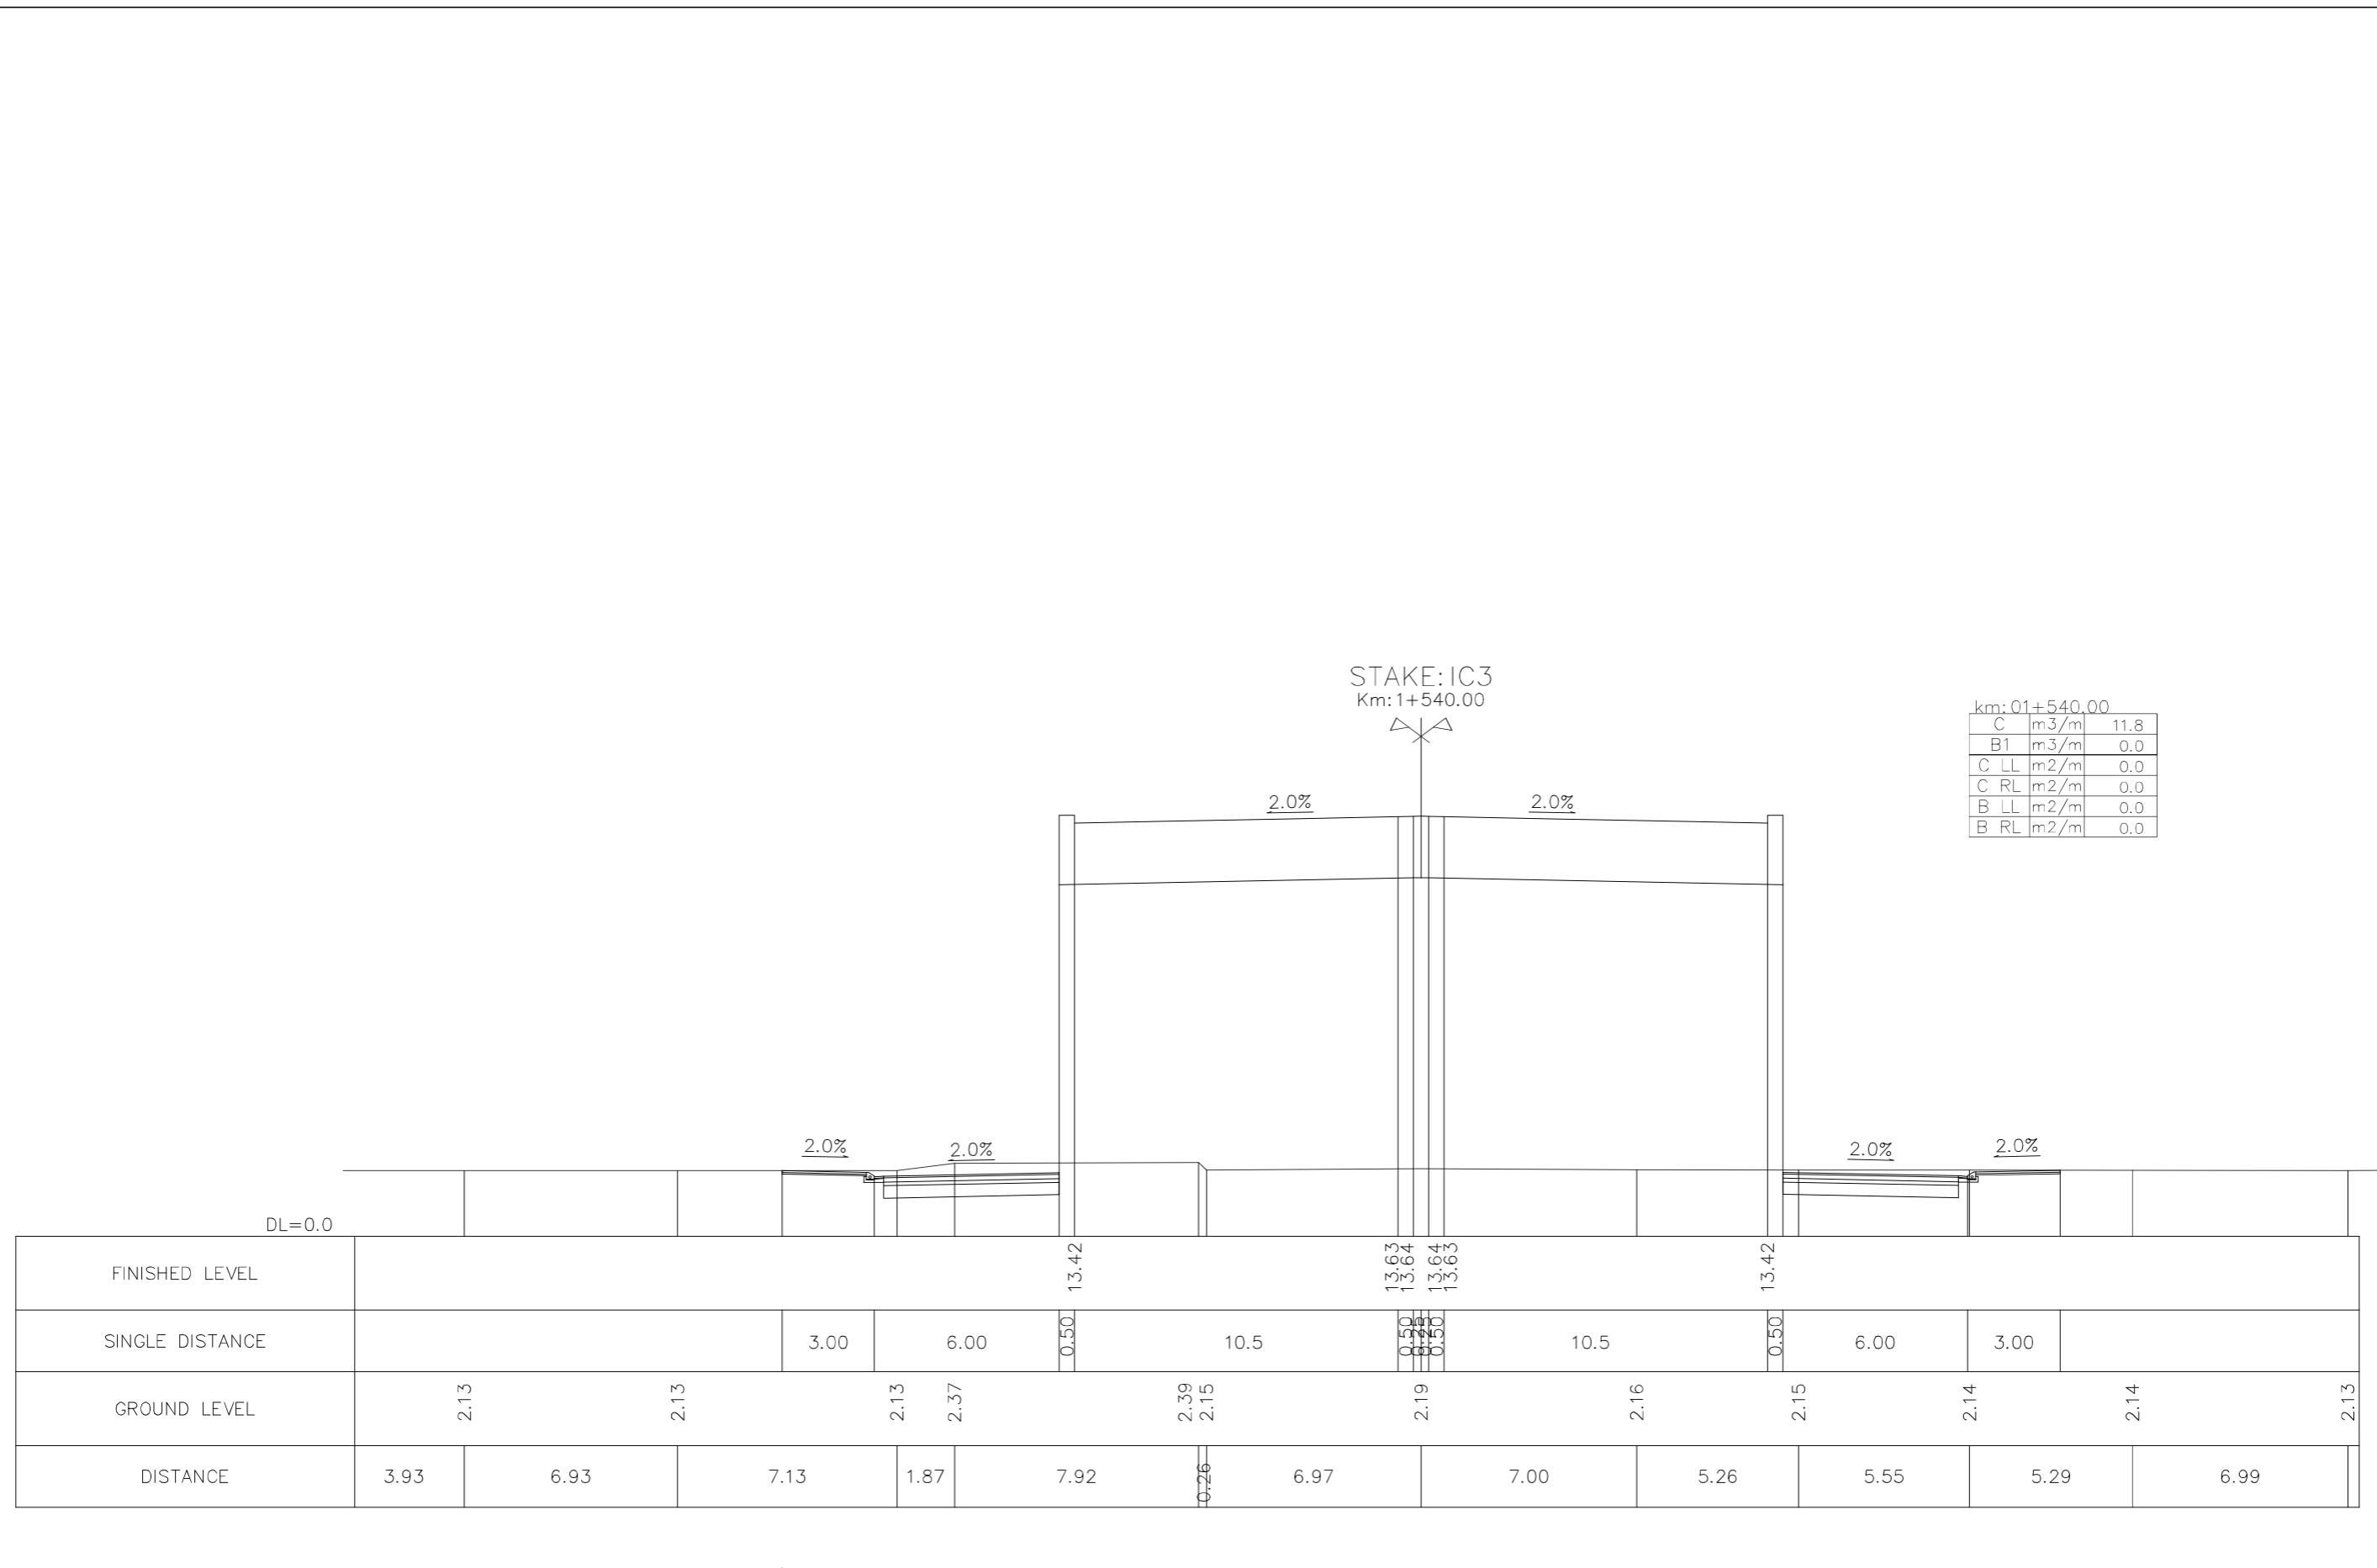 STAKE:IC3
Km:1+540.00
km:01+540.00
C m3/m 11.8
B1 m3/m 0.0
C LL m2/m 0.0
C RL m2/m 0.0
B LL m2/m 0.0
B RL m2/m 0.0
2.0% 2.0%
2.0% 2.0% 2.0% 2.0%
DL=0.0
FINISHED LEVEL 13.42 13.63 13.64 13.64 13.63 13.42
SINGLE DISTANCE 3.00 6.00 0.50 10.5 0.50 0.25 0.25 0.50 10.5 0.50 6.00 3.00
GROUND LEVEL 2.13 2.13 2.13 2.37 2.39 2.15 2.19 2.16 2.15 2.14 2.14 2.13
DISTANCE 3.93 6.93 7.13 1.87 7.92 0.26 6.97 7.00 5.26 5.55 5.29 6.99